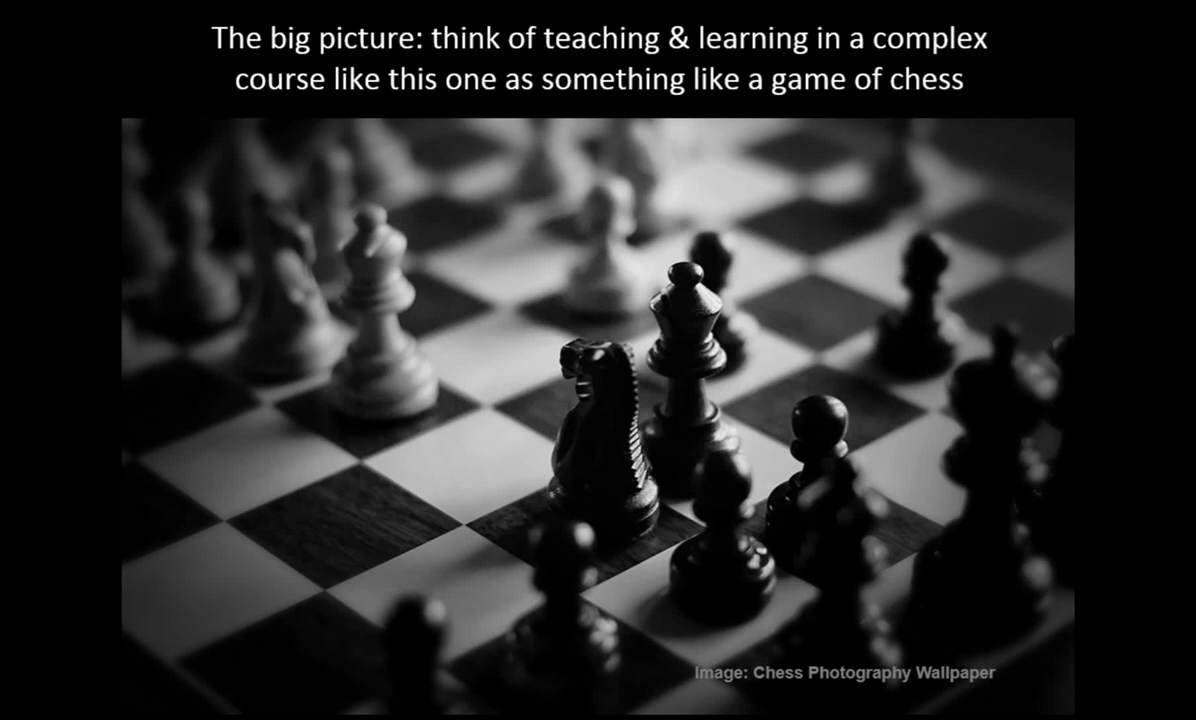 The big picture: think of teaching & learning in a complex
course like this one as something like a game of chess
Image: Chess Photography Wallpaper